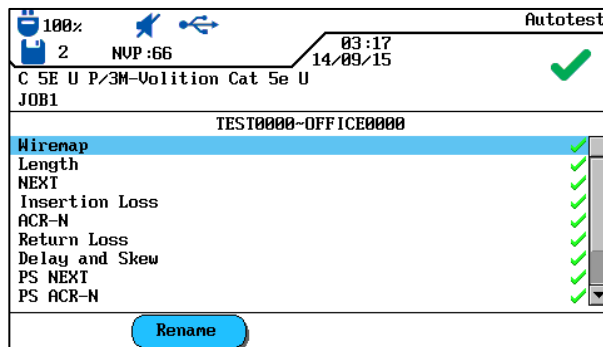 100%
Autotest
2
NVP:66
03:17
14/09/15
C 5E U P/3M-Volition Cat 5e U
JOB1
TEST0000~OFFICE0000
Wiremap
Length
NEXT
Insertion Loss
ACR-N
Return Loss
Delay and Skew
PS NEXT
PS ACR-N
Rename